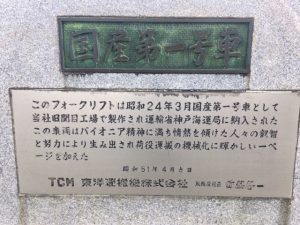 国産第一号車
このフォークリフトは昭和24年3月国産第一号車として
当社旧関目工場で製作され運輸省神戸海運局に納入された
この車両はパイオニア精神に満ち情熱を傾けた人々の叡智
と努力により生み出され荷役運搬の機械化に輝かしい一ペ
ージを加えた
昭和51年4月5日
TCM 東洋運搬機株式会社